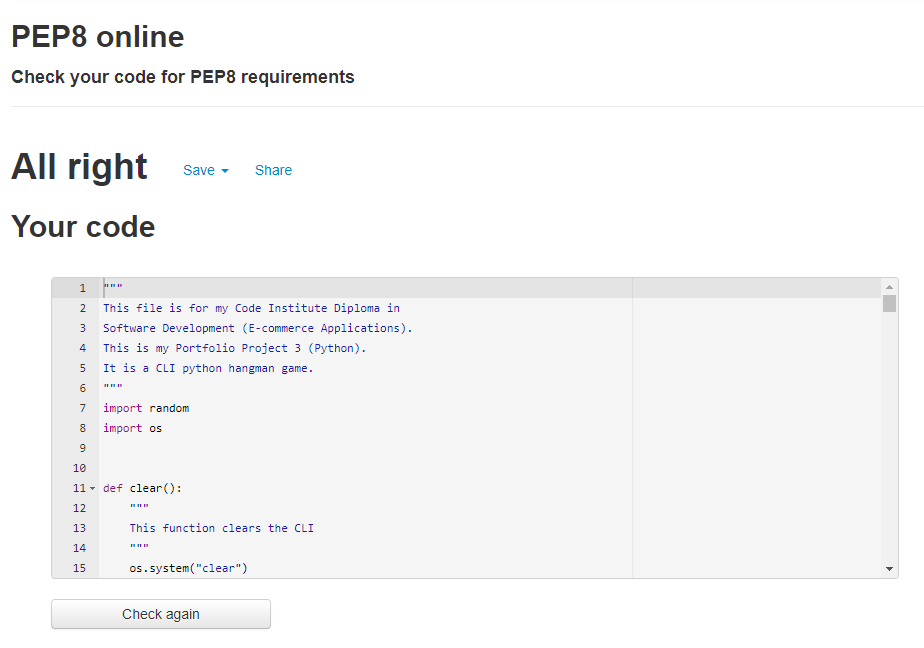 PEP8 online
Check your code for PEP8 requirements
All right Save Share
Your code
1 """
2 This file is for my Code Institute Diploma in
3 Software Development (E-commerce Applications).
4 This is my Portfolio Project 3 (Python).
5 It is a CLI python hangman game.
6 """
7 import random
8 import os
9
10
11 def clear():
12     """
13     This function clears the CLI
14     """
15     os.system("clear")
Check again